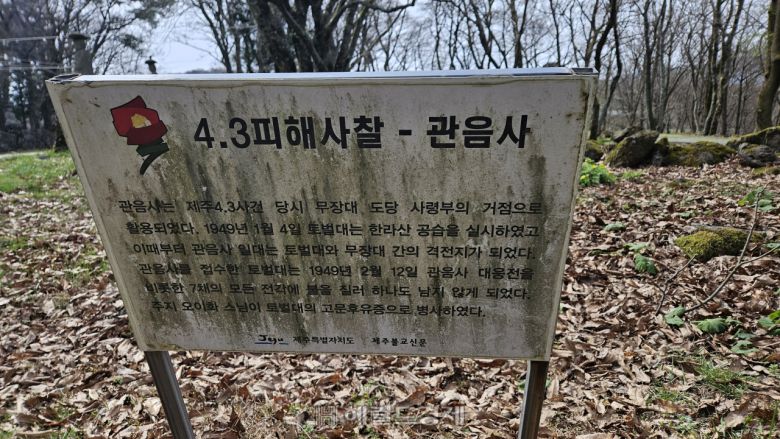 4.3피해사찰 - 관음사
관음사는 제주4.3사건 당시 무장대 도당 사령부의 거점으로
활용되었다. 1949년 1월 4일 토벌대는 한라산 공습을 실시하였고
이때부터 관음사 일대는 토벌대와 무장대 간의 격전지가 되었다.
관음사를 접수한 토벌대는 1949년 2월 12일 관음사 대웅전을
비롯한 7채의 모든 전각에 불을 질러 하나도 남지 않게 되었다.
주지 오이화 스님이 토벌대의 고문후유증으로 병사하였다.
Jeju 제주특별자치도 제주불교신문
헤럴드경제